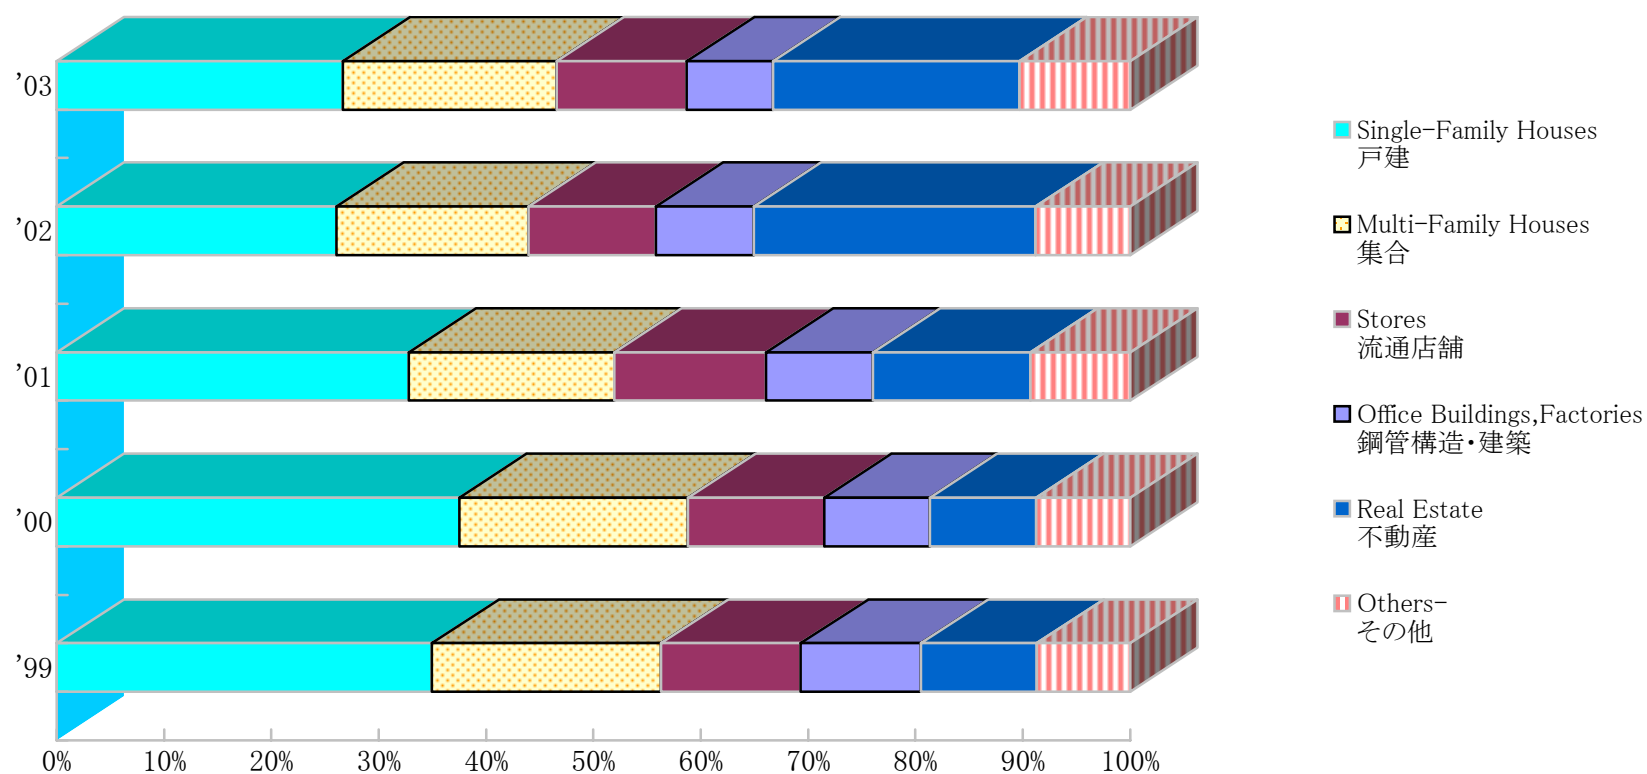 '03
'02
'01
'00
'99
0% 10% 20% 30% 40% 50% 60% 70% 80% 90% 100%
Single-Family Houses
戸建
Multi-Family Houses
集合
Stores
流通店舗
Office Buildings,Factories
鋼管構造・建築
Real Estate
不動産
Others-
その他